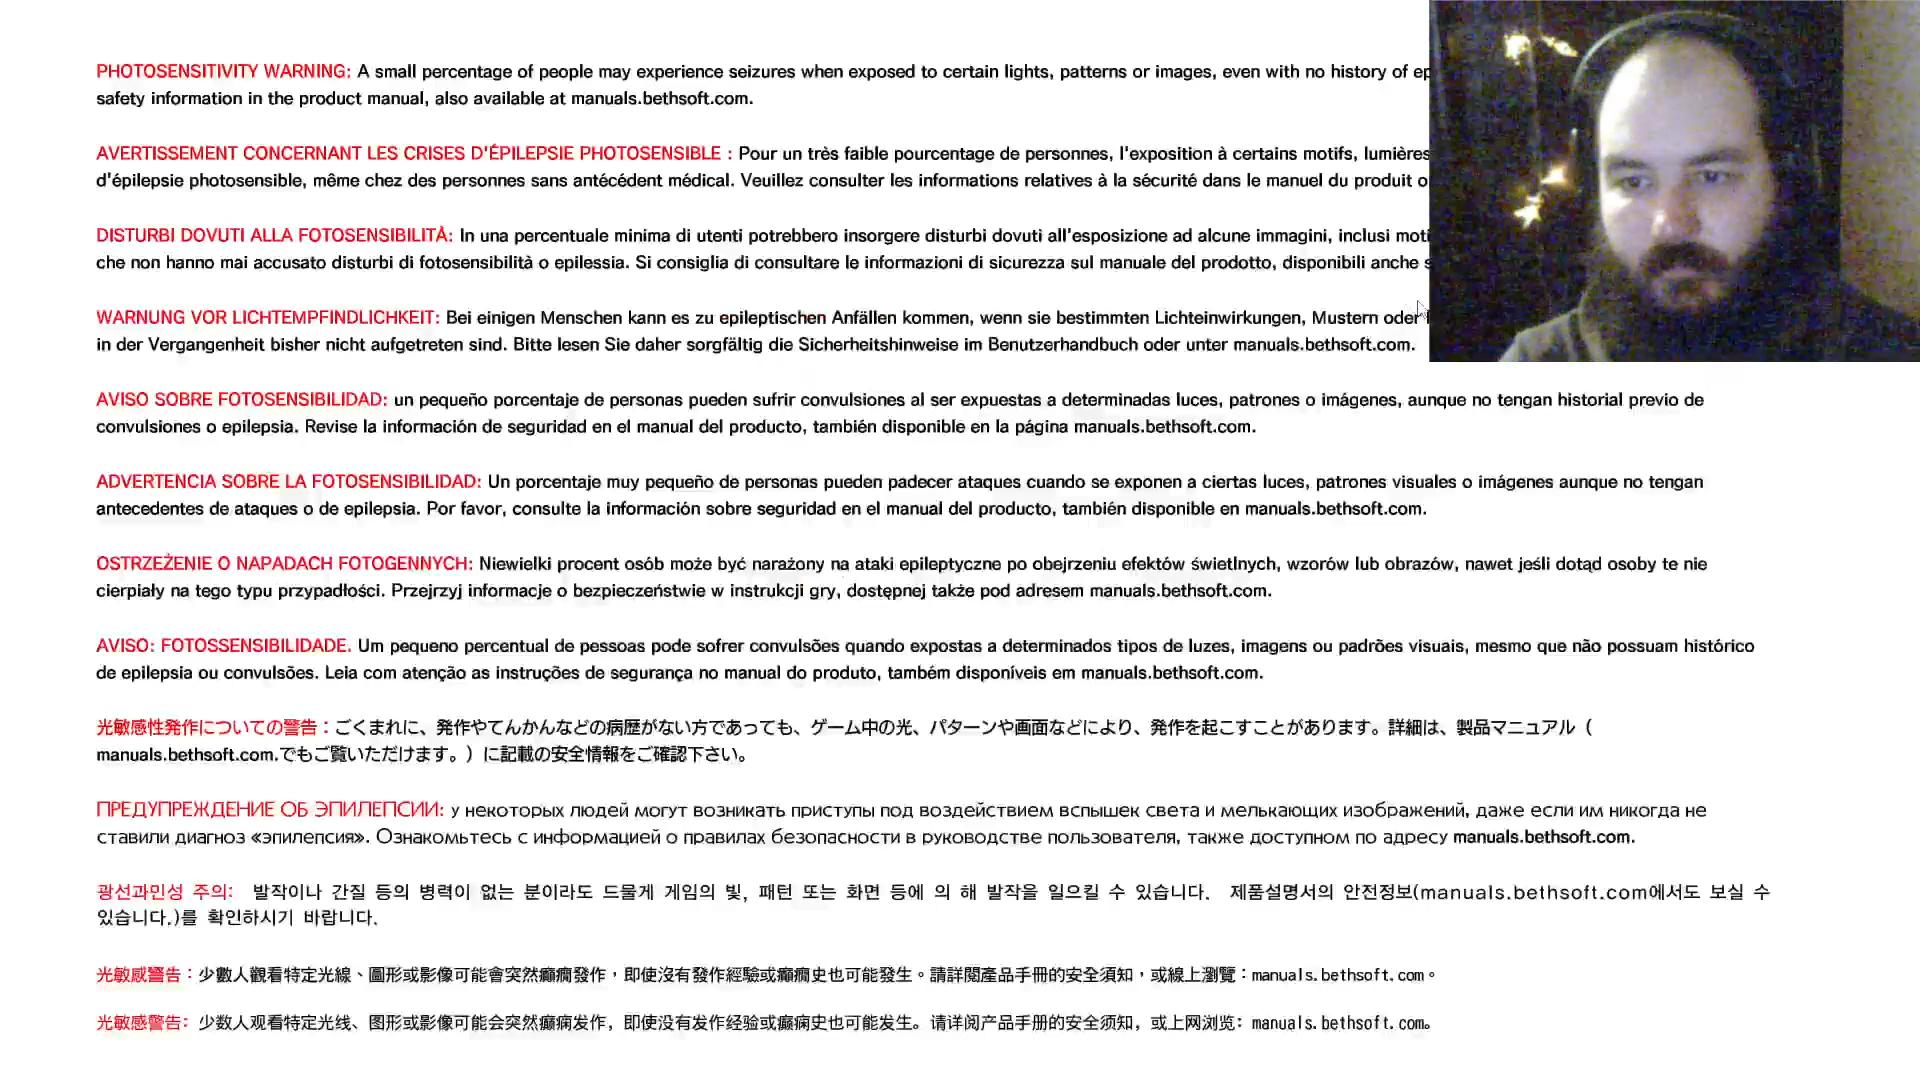 PHOTOSENSITIVITY WARNING: A small percentage of people may experience seizures when exposed to certain lights, patterns or images, even with no history of
safety information in the product manual, also available at manuals.bethsoft.com.
AVERTISSEMENT CONCERNANT LES CRISES D'ÉPILEPSIE PHOTOSENSIBLE : Pour un très faible pourcentage de personnes, l'exposition à certains motifs, lumières
d'épilepsie photosensible, même chez des personnes sans antécédent médical. Veuillez consulter les informations relatives à la sécurité dans le manuel du produit
DISTURBI DOVUTI ALLA FOTOSENSIBILITÀ: In una percentuale minima di utenti potrebbero insorgere disturbi dovuti all'esposizione ad alcune immagini, inclusi
che non hanno mai accusato disturbi di fotosensibilità o epilessia. Si consiglia di consultare le informazioni di sicurezza sul manuale del prodotto, disponibili anche
WARNUNG VOR LICHTEMPFINDLICHKEIT: Bei einigen Menschen kann es zu epileptischen Anfällen kommen, wenn sie bestimmten Lichteinwirkungen, Mustern oder
in der Vergangenheit bisher nicht aufgetreten sind. Bitte lesen Sie daher sorgfältig die Sicherheitshinweise im Benutzerhandbuch oder unter manuals.bethsoft.com.
AVISO SOBRE FOTOSENSIBILIDAD: un pequeño porcentaje de personas pueden sufrir convulsiones al ser expuestas a determinadas luces, patrones o imágenes, aunque no tengan historial previo de
convulsiones o epilepsia. Revise la información de seguridad en el manual del producto, también disponible en la página manuals.bethsoft.com.
ADVERTENCIA SOBRE LA FOTOSENSIBILIDAD: Un porcentaje muy pequeño de personas pueden padecer ataques cuando se exponen a ciertas luces, patrones visuales o imágenes aunque no tengan
antecedentes de ataques o de epilepsia. Por favor, consulte la información sobre seguridad en el manual del producto, también disponible en manuals.bethsoft.com.
OSTRZEŻENIE O NAPADACH FOTOGENNYCH: Niewielki procent osób może być narażony na ataki epileptyczne po obejrzeniu efektów świetlnych, wzorów lub obrazów, nawet jeśli dotąd osoby te nie
cierpiały na tego typu przypadłości. Przejrzyj informacje o bezpieczeństwie w instrukcji gry, dostępnej także pod adresem manuals.bethsoft.com.
AVISO: FOTOSSENSIBILIDADE. Um pequeno percentual de pessoas pode sofrer convulsões quando expostas a determinados tipos de luzes, imagens ou padrões visuais, mesmo que não possuam histórico
de epilepsia ou convulsões. Leia com atenção as instruções de segurança no manual do produto, também disponíveis em manuals.bethsoft.com.
光敏感性発作についての警告：ごくまれに、発作やてんかんなどの病歴がない方であっても、ゲーム中の光、パターンや画面などにより、発作を起こすことがあります。詳細は、製品マニュアル（
manuals.bethsoft.com.でもご覧いただけます。）に記載の安全情報をご確認下さい。
ПРЕДУПРЕЖДЕНИЕ ОБ ЭПИЛЕПСИИ: у некоторых людей могут возникать приступы под воздействием вспышек света и мелькающих изображений, даже если им никогда не
ставили диагноз «эпилепсия». Ознакомьтесь с информацией о правилах безопасности в руководстве пользователя, также доступном по адресу manuals.bethsoft.com.
광선과민성 주의: 발작이나 간질 등의 병력이 없는 분이라도 드물게 게임의 빛, 패턴 또는 화면 등에 의 해 발작을 일으킬 수 있습니다. 제품설명서의 안전정보(manuals.bethsoft.com에서도 보실 수
있습니다.)를 확인하시기 바랍니다.
光敏感警告：少數人觀看特定光線、圖形或影像可能會突然癲癇發作，即使沒有發作經驗或癲癇史也可能發生。請詳閱產品手冊的安全須知，或線上瀏覽：manuals.bethsoft.com。
光敏感警告：少数人观看特定光线、图形或影像可能会突然癫痫发作，即使没有发作经验或癫痫史也可能发生。请详阅产品手册的安全须知，或上网浏览：manuals.bethsoft.com。